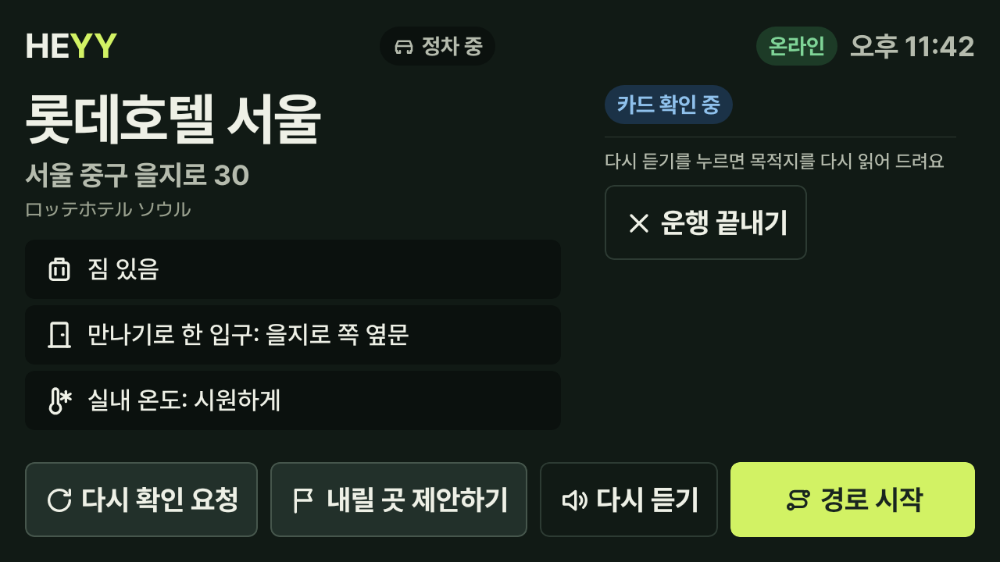 HEYY
정차 중
온라인
오후 11:42
롯데호텔 서울
서울 중구 을지로 30
ロッテホテル ソウル
짐 있음
만나기로 한 입구: 을지로 쪽 옆문
실내 온도: 시원하게
카드 확인 중
다시 듣기를 누르면 목적지를 다시 읽어 드려요
운행 끝내기
다시 확인 요청
내릴 곳 제안하기
다시 듣기
경로 시작